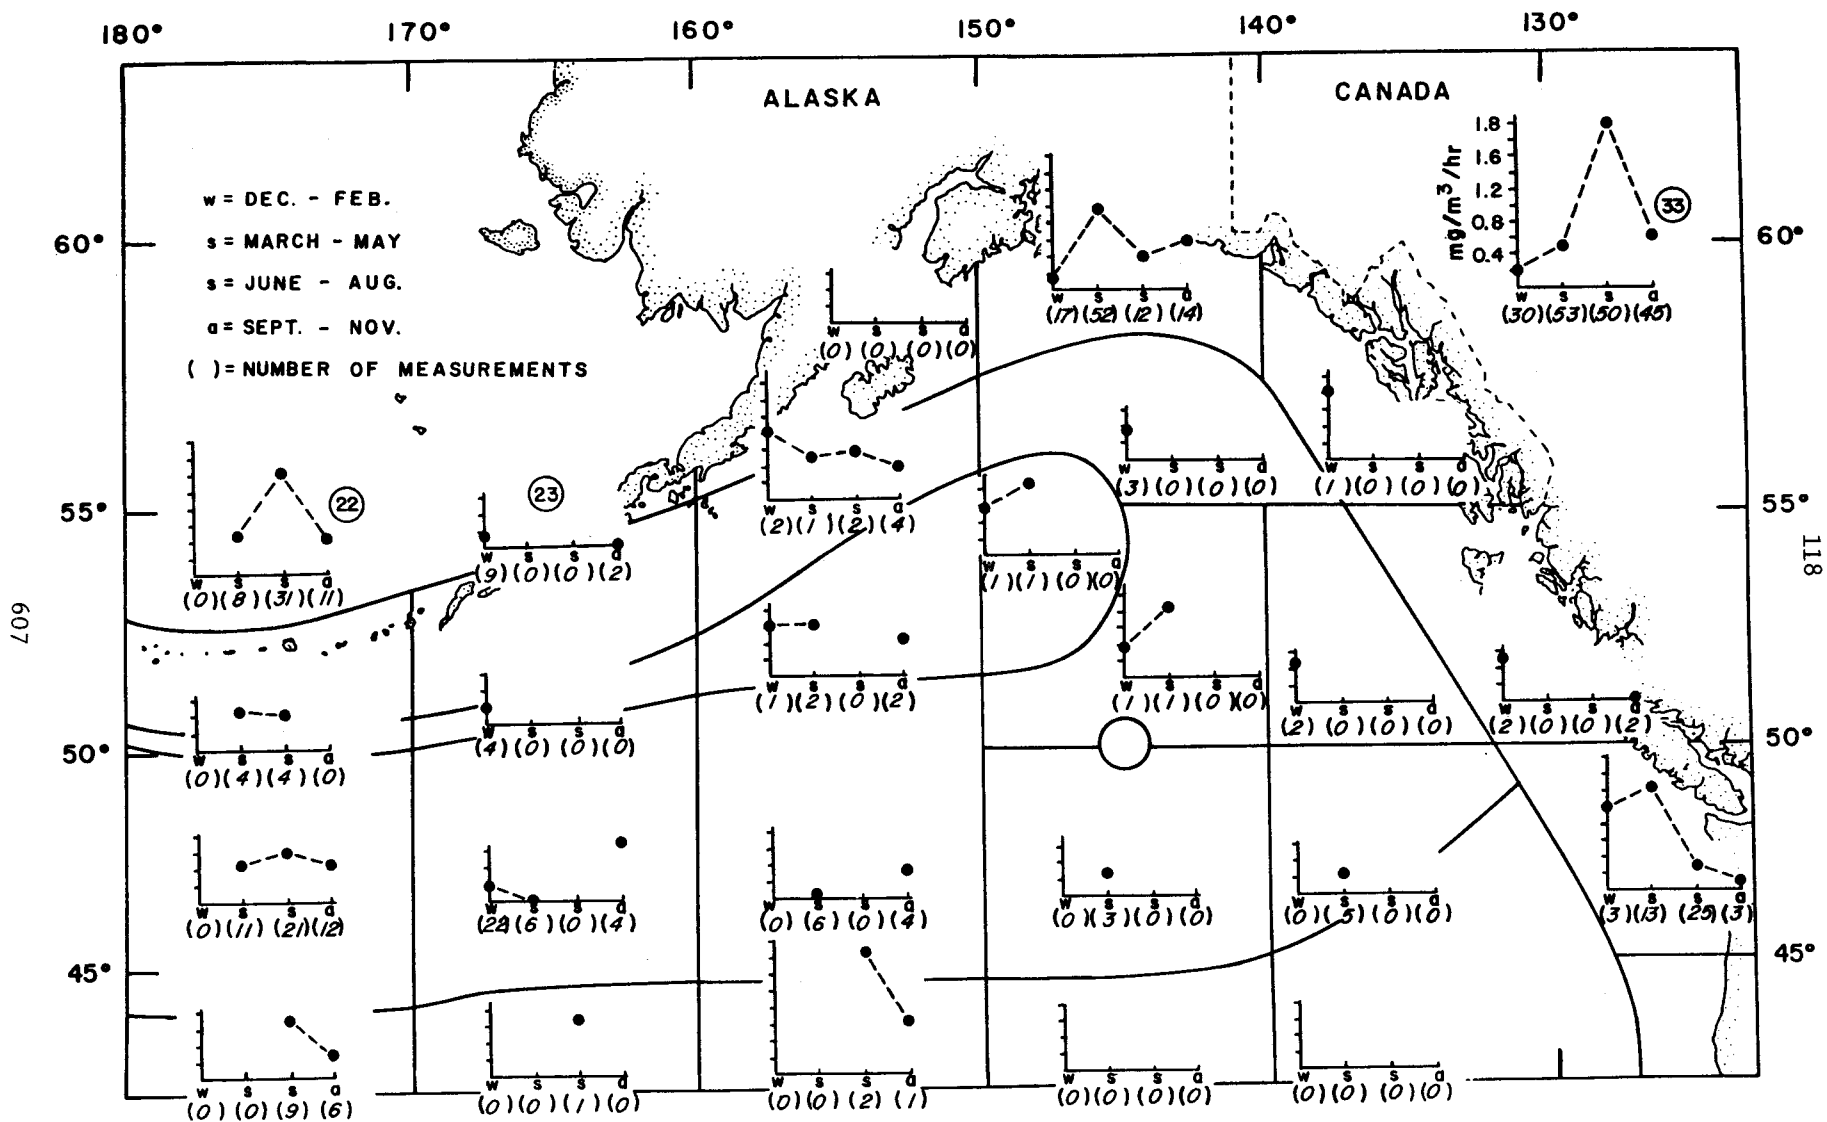 180° 170° 160° 150° 140° 130°
ALASKA
CANADA
w = DEC. - FEB.
s = MARCH - MAY
s = JUNE - AUG.
a = SEPT. - NOV.
( ) = NUMBER OF MEASUREMENTS
60°
55°
50°
45°
60°
55°
50°
45°
607
118
mg/m³/hr
1.8
1.6
1.2
0.8
0.4
33
w s s a
(30)(53)(50)(45)
w s s a
(17)(52)(12)(14)
w s s a
(0)(0)(0)(0)
22
w s s a
(0)(8)(31)(11)
23
w s s a
(9)(0)(0)(2)
w s s a
(2)(1)(2)(4)
w s s a
(1)(1)(0)(0)
w s s a
(3)(0)(0)(0)
w s s a
(1)(0)(0)(0)
w s s a
(0)(4)(4)(0)
w s s a
(4)(0)(0)(0)
w s s a
(1)(2)(0)(2)
w s s a
(1)(1)(0)(0)
w s s a
(2)(0)(0)(0)
w s s a
(2)(0)(0)(2)
w s s a
(0)(11)(21)(12)
w s s a
(6)(0)(4)
w s s a
(0)(6)(0)(4)
w s s a
(0)(3)(0)(0)
w s s a
(0)(5)(0)(0)
w s s a
(3)(13)(25)(3)
w s s a
(0)(0)(9)(6)
w s s a
(0)(0)(1)(0)
w s s a
(0)(0)(2)(1)
w s s a
(0)(0)(0)(0)
w s s a
(0)(0)(0)(0)